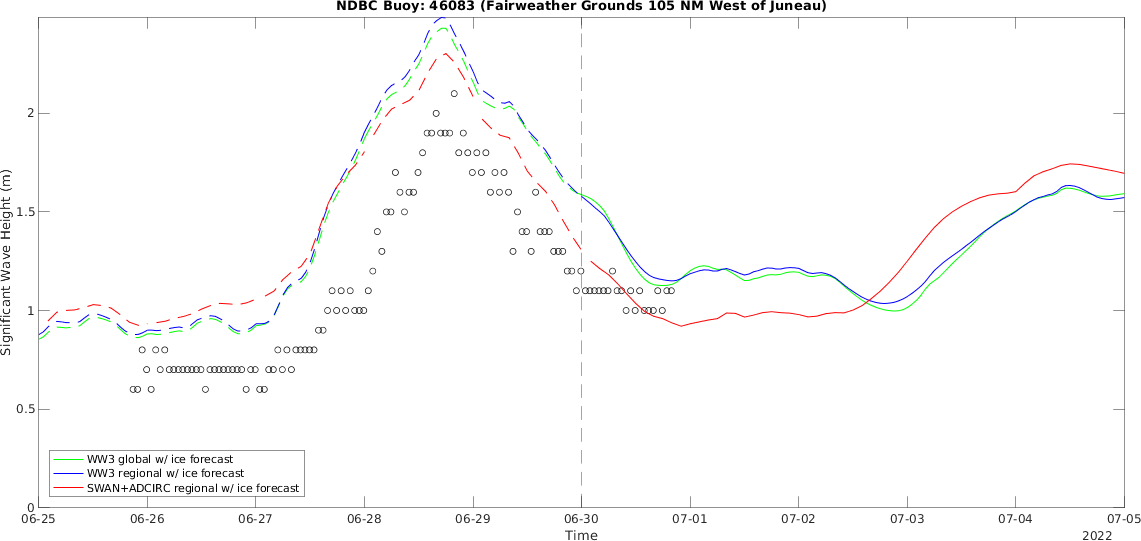 NDBC Buoy: 46083 (Fairweather Grounds 105 NM West of Juneau)
Significant Wave Height (m)
2
1.5
1
0.5
0
WW3 global w/ ice forecast
WW3 regional w/ ice forecast
SWAN+ADCIRC regional w/ ice forecast
06-25 06-26 06-27 06-28 06-29 06-30 07-01 07-02 07-03 07-04 07-05
Time
2022